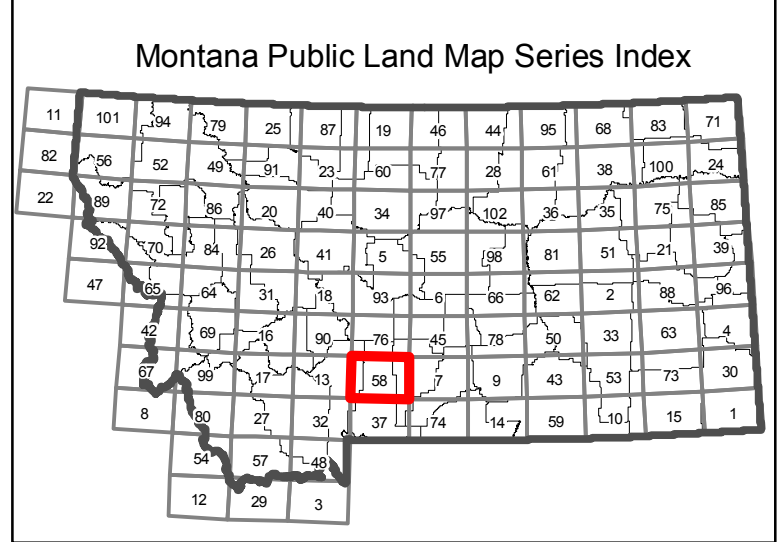 Montana Public Land Map Series Index
11 101 94 79 25 87 19 46 44 95 68 83 71
82 56 52 49 91 23 60 77 28 61 38 100 24
22 89 72 86 20 40 34 97 102 36 35 75 85
92 70 84 26 41 5 55 98 81 51 21 39
47 65 64 31 18 93 6 66 62 2 88 96
42 69 16 90 76 45 78 50 33 63 4
67 99 17 13 58 7 9 43 53 73 30
8 80 27 32 37 74 14 59 10 15 1
54 57 48
12 29 3